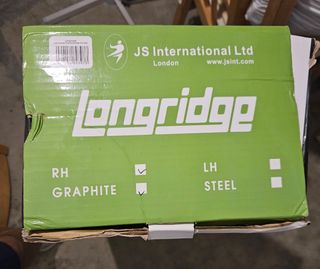 JS International Ltd
London www.jsint.com
Longridge
RH LH
GRAPHITE STEEL